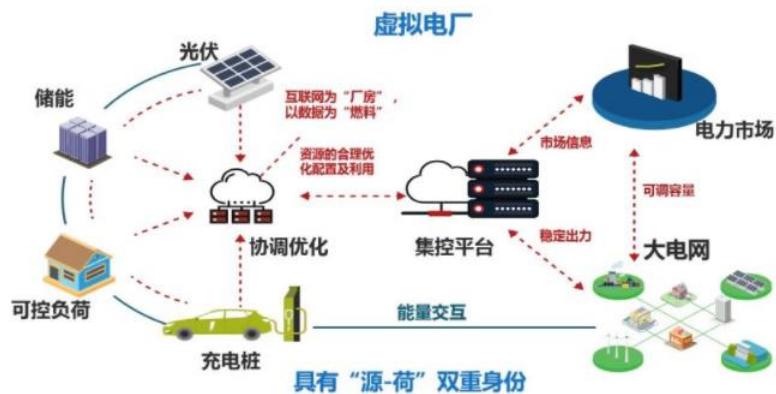 虚拟电厂
光伏
储能
互联网为“厂房”，
以数据为“燃料”
电力市场
市场信息
资源的合理优
化配置及利用
可调容量
协调优化
集控平台
稳定出力
大电网
可控负荷
能量交互
充电桩
具有“源-荷”双重身份